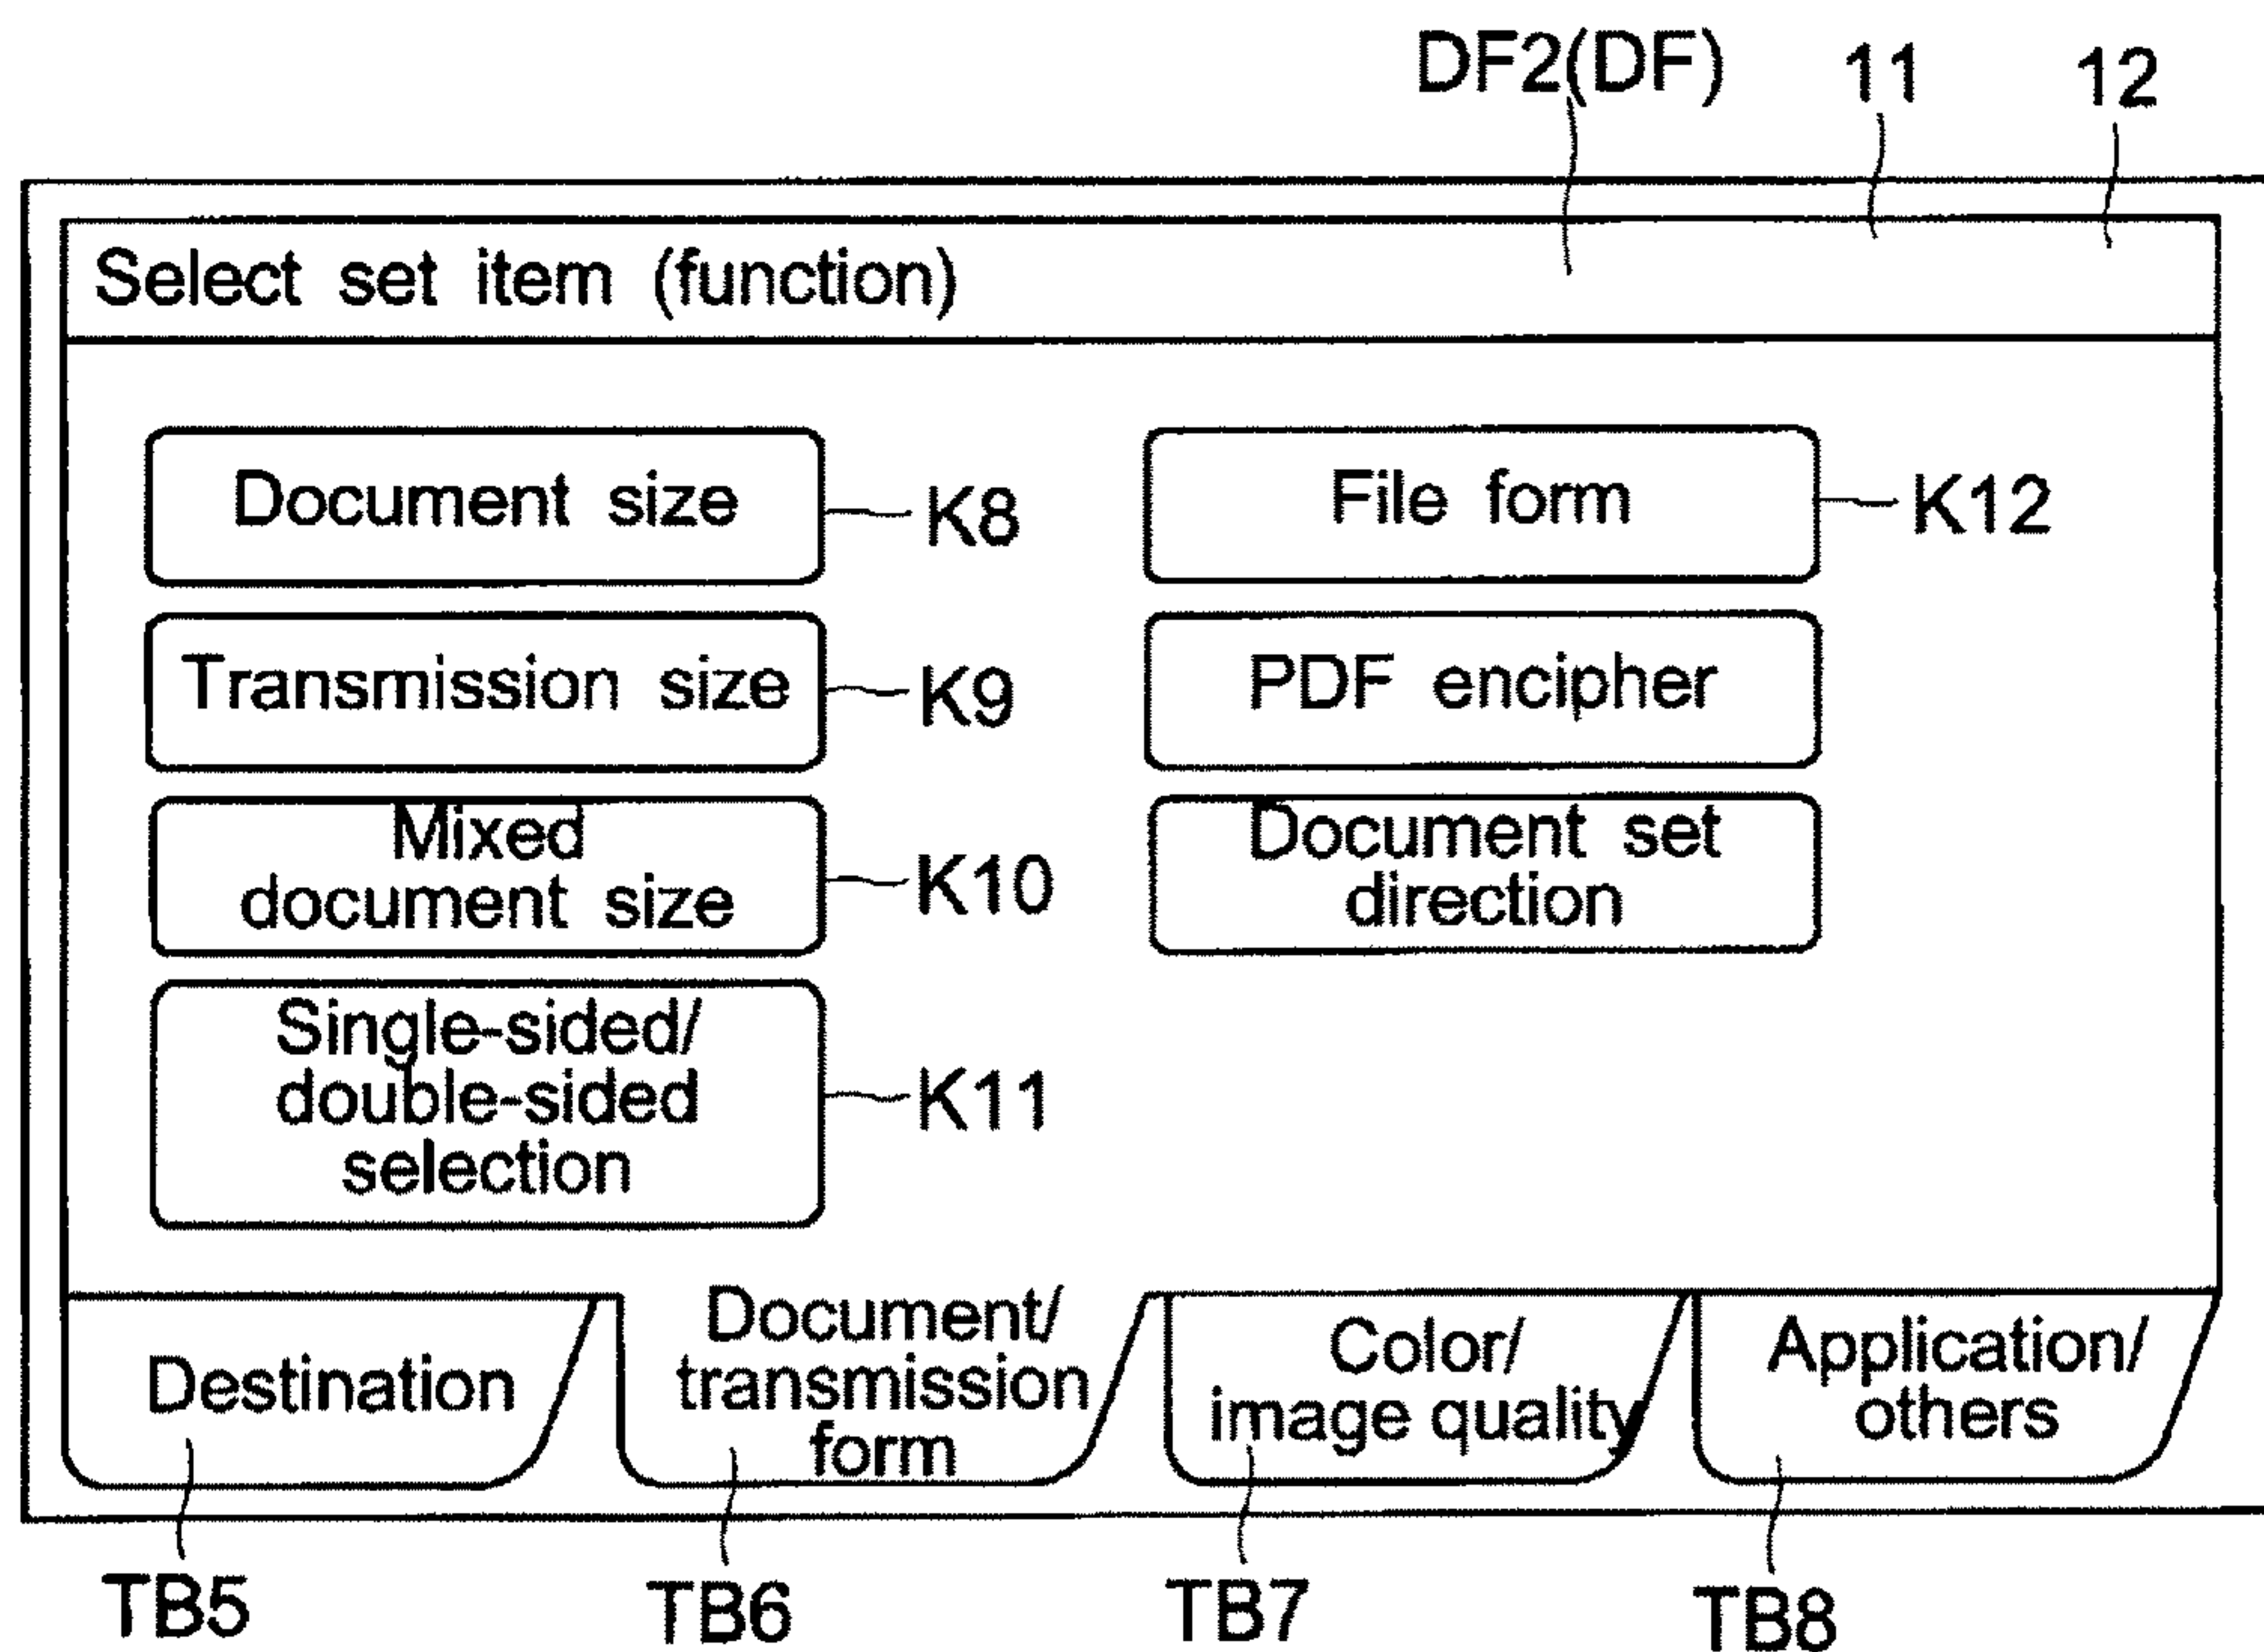 DF2(DF) 11 12
Select set item (function)
Document size K8 File form K12
Transmission size K9 PDF encipher
Mixed
document size K10
Document set
direction
Single-sided/
double-sided
selection
K11
Destination
Document/
transmission
form
Color/
image quality
Application/
others
TB5 TB6 TB7 TB8